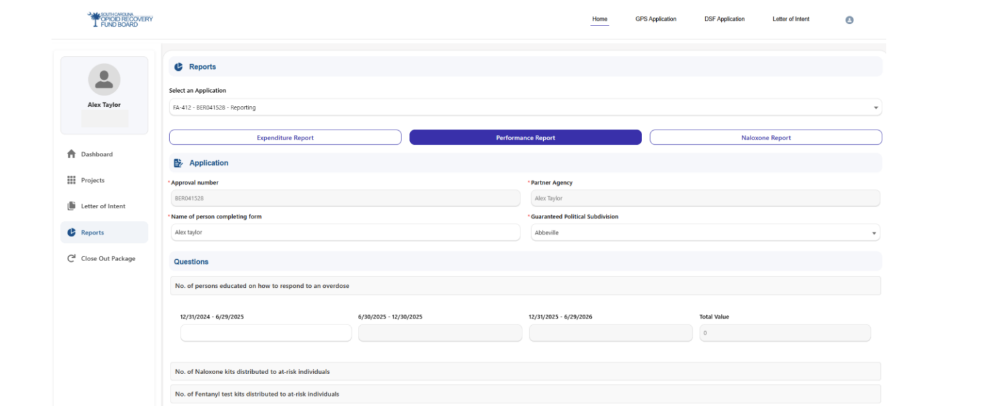 SOUTH CAROLINA
OPIOID RECOVERY
FUND BOARD
Home GPS Application DSF Application Letter of Intent
Alex Taylor
Dashboard
Projects
Letter of Intent
Reports
Close Out Package
Reports
Select an Application
FA-412 - BER041528 - Reporting
Expenditure Report Performance Report Naloxone Report
Application
*Approval number *Partner Agency
BER041528 Alex Taylor
*Name of person completing form *Guaranteed Political Subdivision
Alex taylor Abbeville
Questions
No. of persons educated on how to respond to an overdose
12/31/2024 - 6/29/2025 6/30/2025 - 12/30/2025 12/31/2025 - 6/29/2026 Total Value
0
No. of Naloxone kits distributed to at-risk individuals
No. of Fentanyl test kits distributed to at-risk individuals